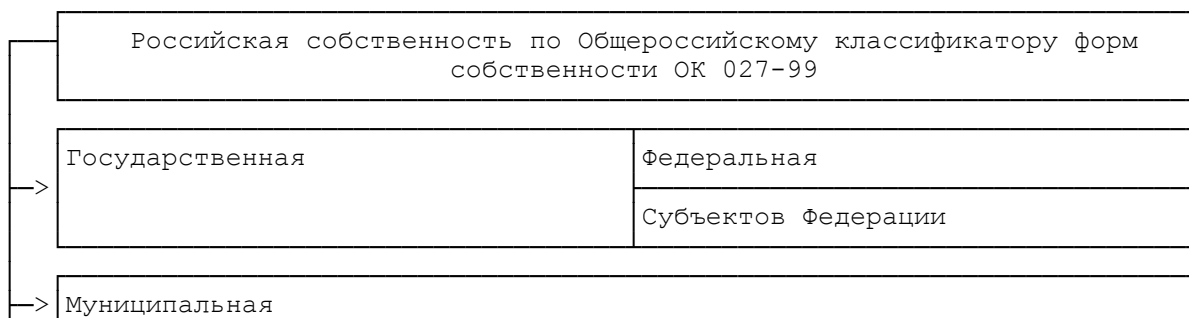 Российская собственность по Общероссийскому классификатору форм
собственности ОК 027-99
Государственная
Федеральная
Субъектов Федерации
Муниципальная